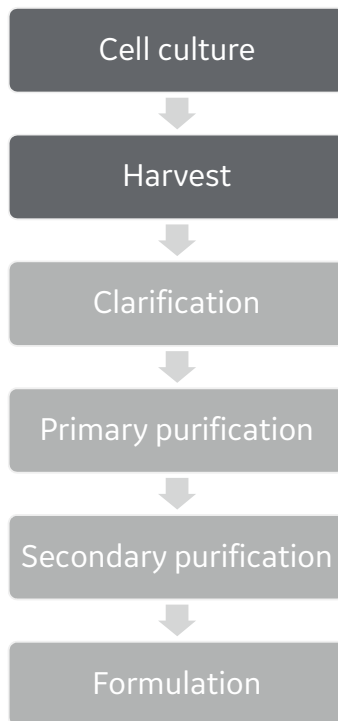 Cell culture
Harvest
Clarification
Primary purification
Secondary purification
Formulation